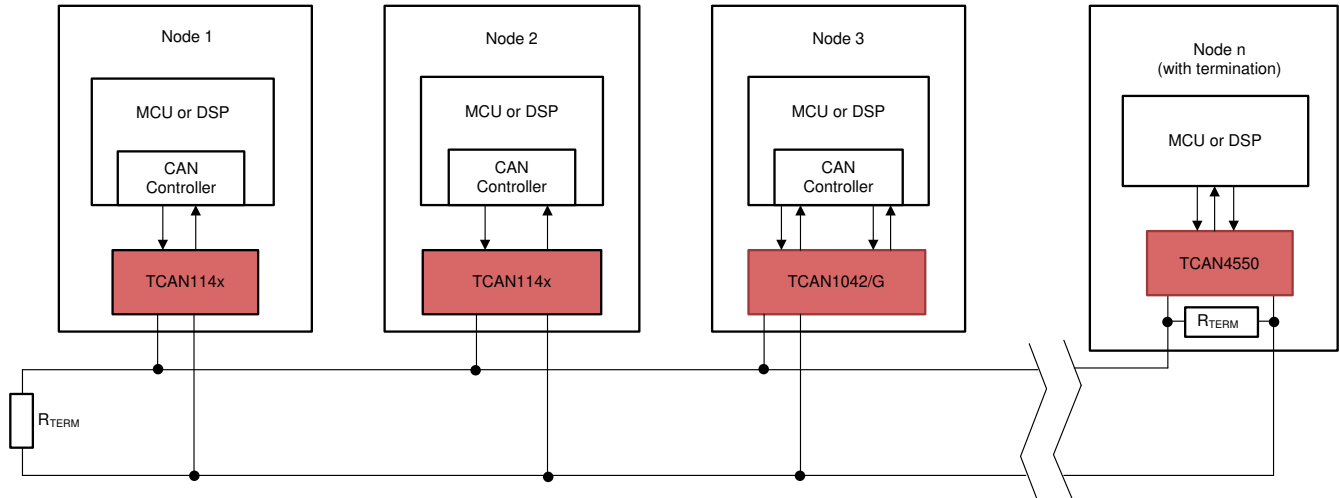 Node 1
MCU or DSP
CAN
Controller
TCAN114x
Node 2
MCU or DSP
CAN
Controller
TCAN114x
Node 3
MCU or DSP
CAN
Controller
TCAN1042/G
Node n
(with termination)
MCU or DSP
TCAN4550
RTERM
RTERM